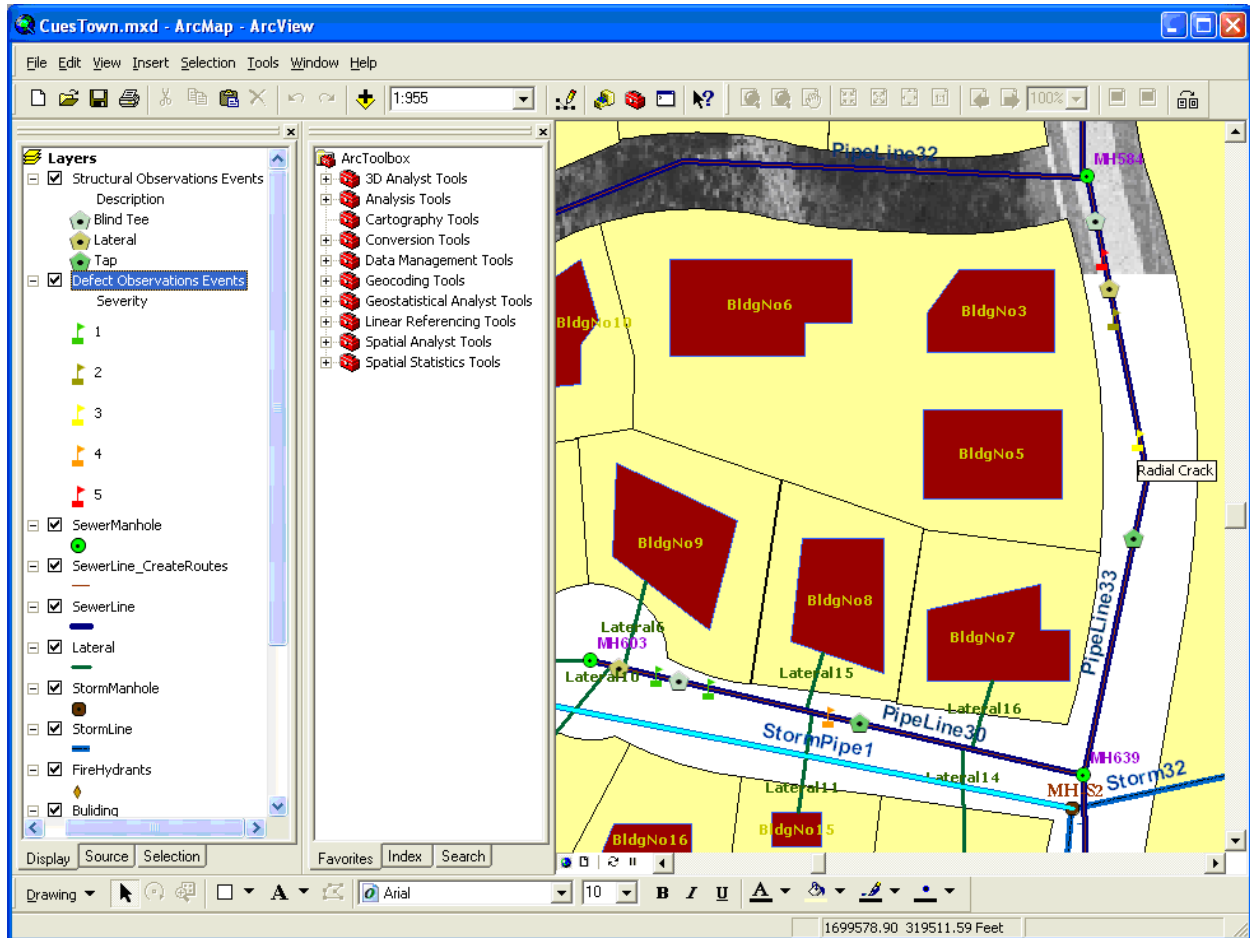 CuesTown.mxd - ArcMap - ArcView
File Edit View Insert Selection Tools Window Help
1:955
100%
Layers
Structural Observations Events
Description
Blind Tee
Lateral
Tap
Defect Observations Events
Severity
1
2
3
4
5
SewerManhole
SewerLine_CreateRoutes
SewerLine
Lateral
StormManhole
StormLine
FireHydrants
Buliding
Display Source Selection
ArcToolbox
3D Analyst Tools
Analysis Tools
Cartography Tools
Conversion Tools
Data Management Tools
Geocoding Tools
Geostatistical Analyst Tools
Linear Referencing Tools
Spatial Analyst Tools
Spatial Statistics Tools
Favorites Index Search
PipeLine32
MH584
BldgNo6
BldgNo3
BldgNo10
BldgNo5
Radial Crack
BldgNo9
BldgNo8
PipeLine33
Lateral6
BldgNo7
MH603
Lateral10
Lateral15
Lateral16
PipeLine30
StormPipe1
MH639
Lateral14
Storm32
Lateral11
MH-S2
BldgNo16
BldgNo15
Drawing A Arial 10 B I U A
1699578.90 319511.59 Feet